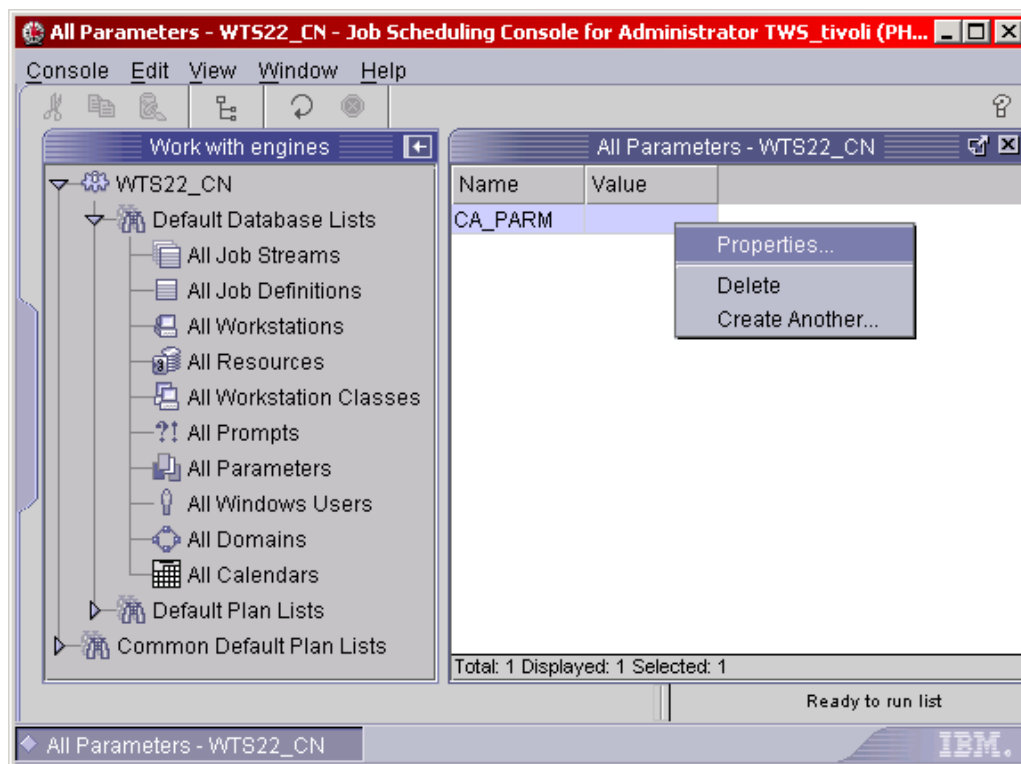 All Parameters - WTS22_CN - Job Scheduling Console for Administrator TWS_tivoli (PH...
Console Edit View Window Help
Work with engines
All Parameters - WTS22_CN
WTS22_CN
Default Database Lists
All Job Streams
All Job Definitions
All Workstations
All Resources
All Workstation Classes
All Prompts
All Parameters
All Windows Users
All Domains
All Calendars
Default Plan Lists
Common Default Plan Lists
Name Value
CA_PARM
Properties...
Delete
Create Another...
Total: 1 Displayed: 1 Selected: 1
Ready to run list
All Parameters - WTS22_CN
IBM.